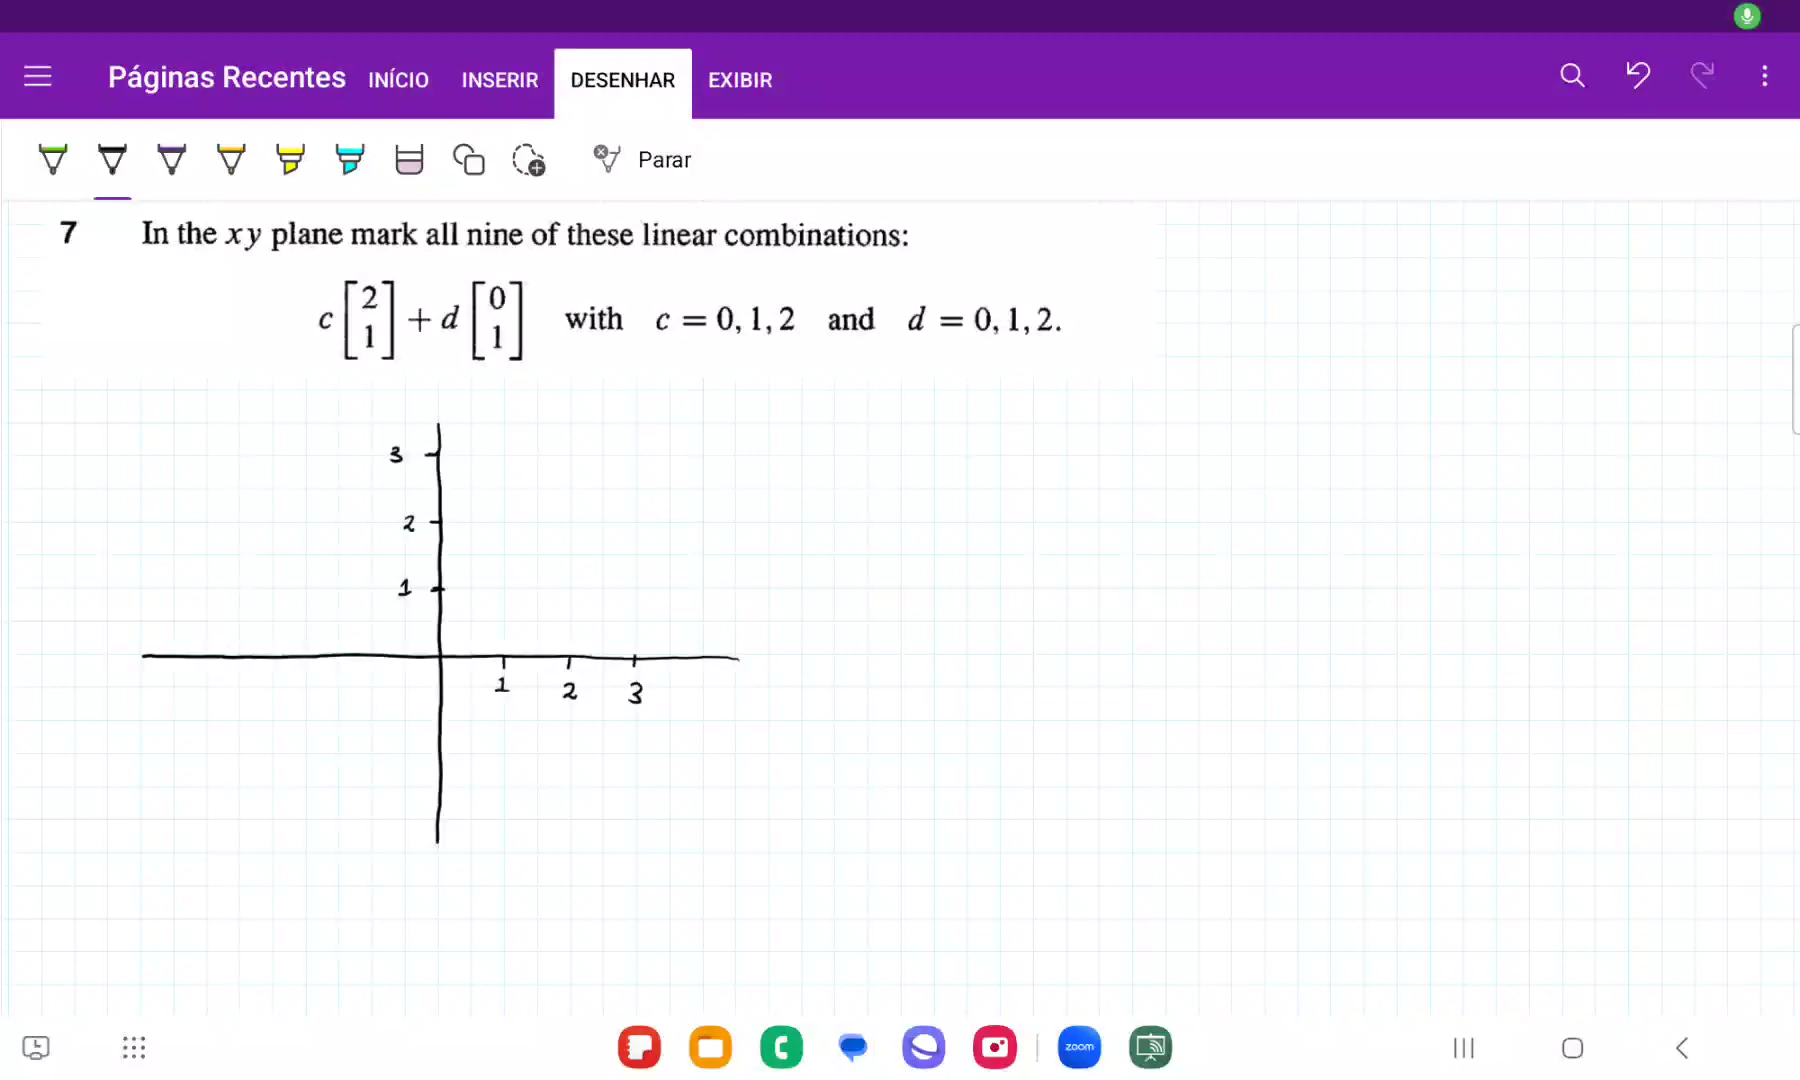 Páginas Recentes INÍCIO INSERIR DESENHAR EXIBIR
Parar
7 In the xy plane mark all nine of these linear combinations:
c [2 1] + d [0 1] with c = 0, 1, 2 and d = 0, 1, 2.
3
2
1
1 2 3
zoom